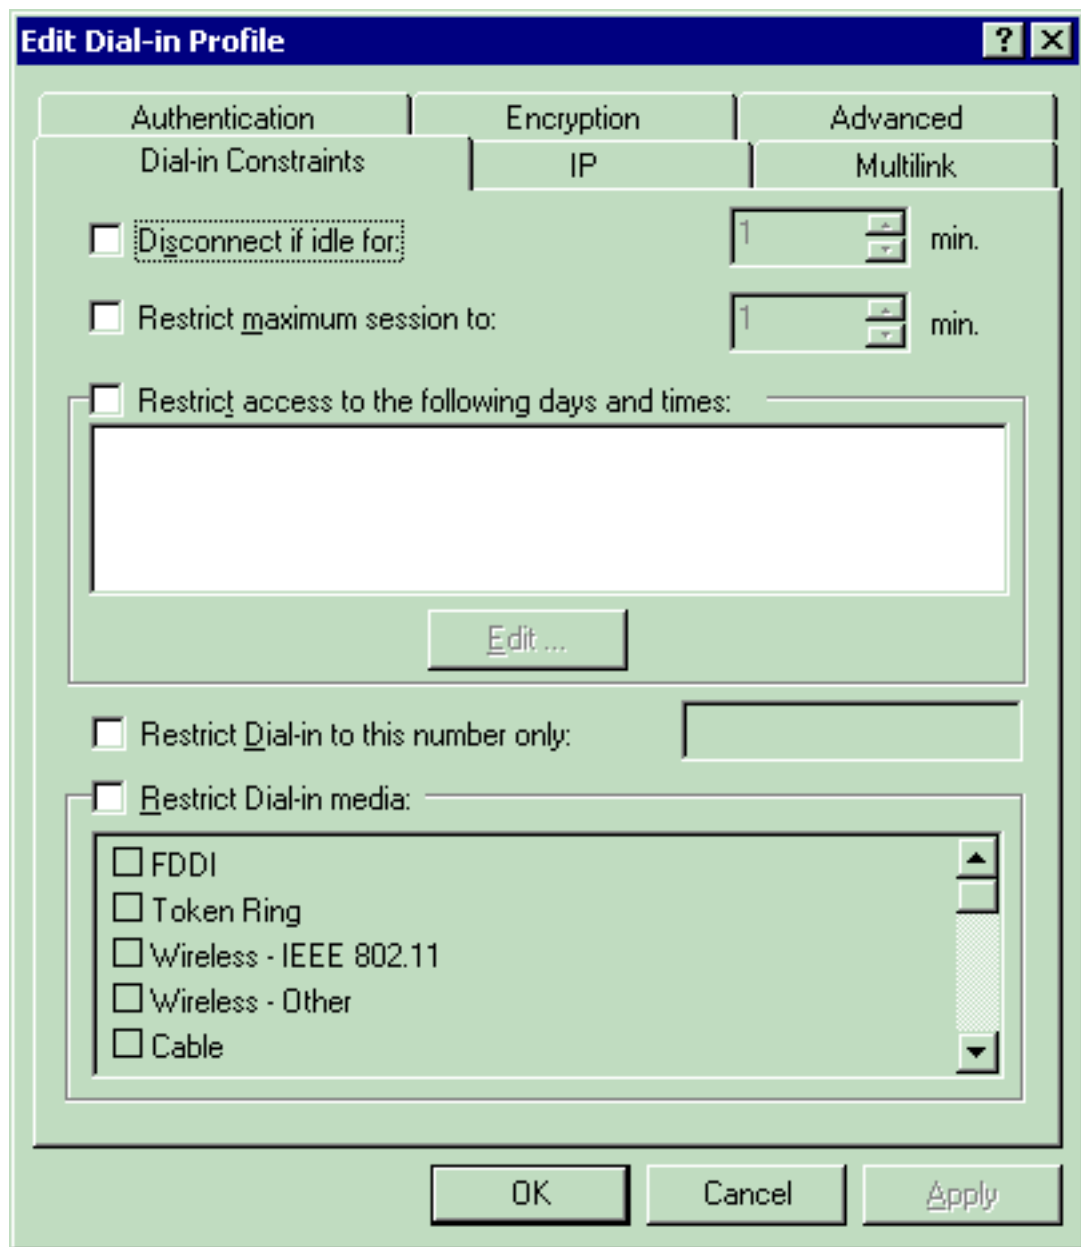 Edit Dial-in Profile
Authentication Encryption Advanced
Dial-in Constraints IP Multilink
Disconnect if idle for: 1 min.
Restrict maximum session to: 1 min.
Restrict access to the following days and times:
Edit ...
Restrict Dial-in to this number only:
Restrict Dial-in media:
FDDI
Token Ring
Wireless - IEEE 802.11
Wireless - Other
Cable
OK Cancel Apply